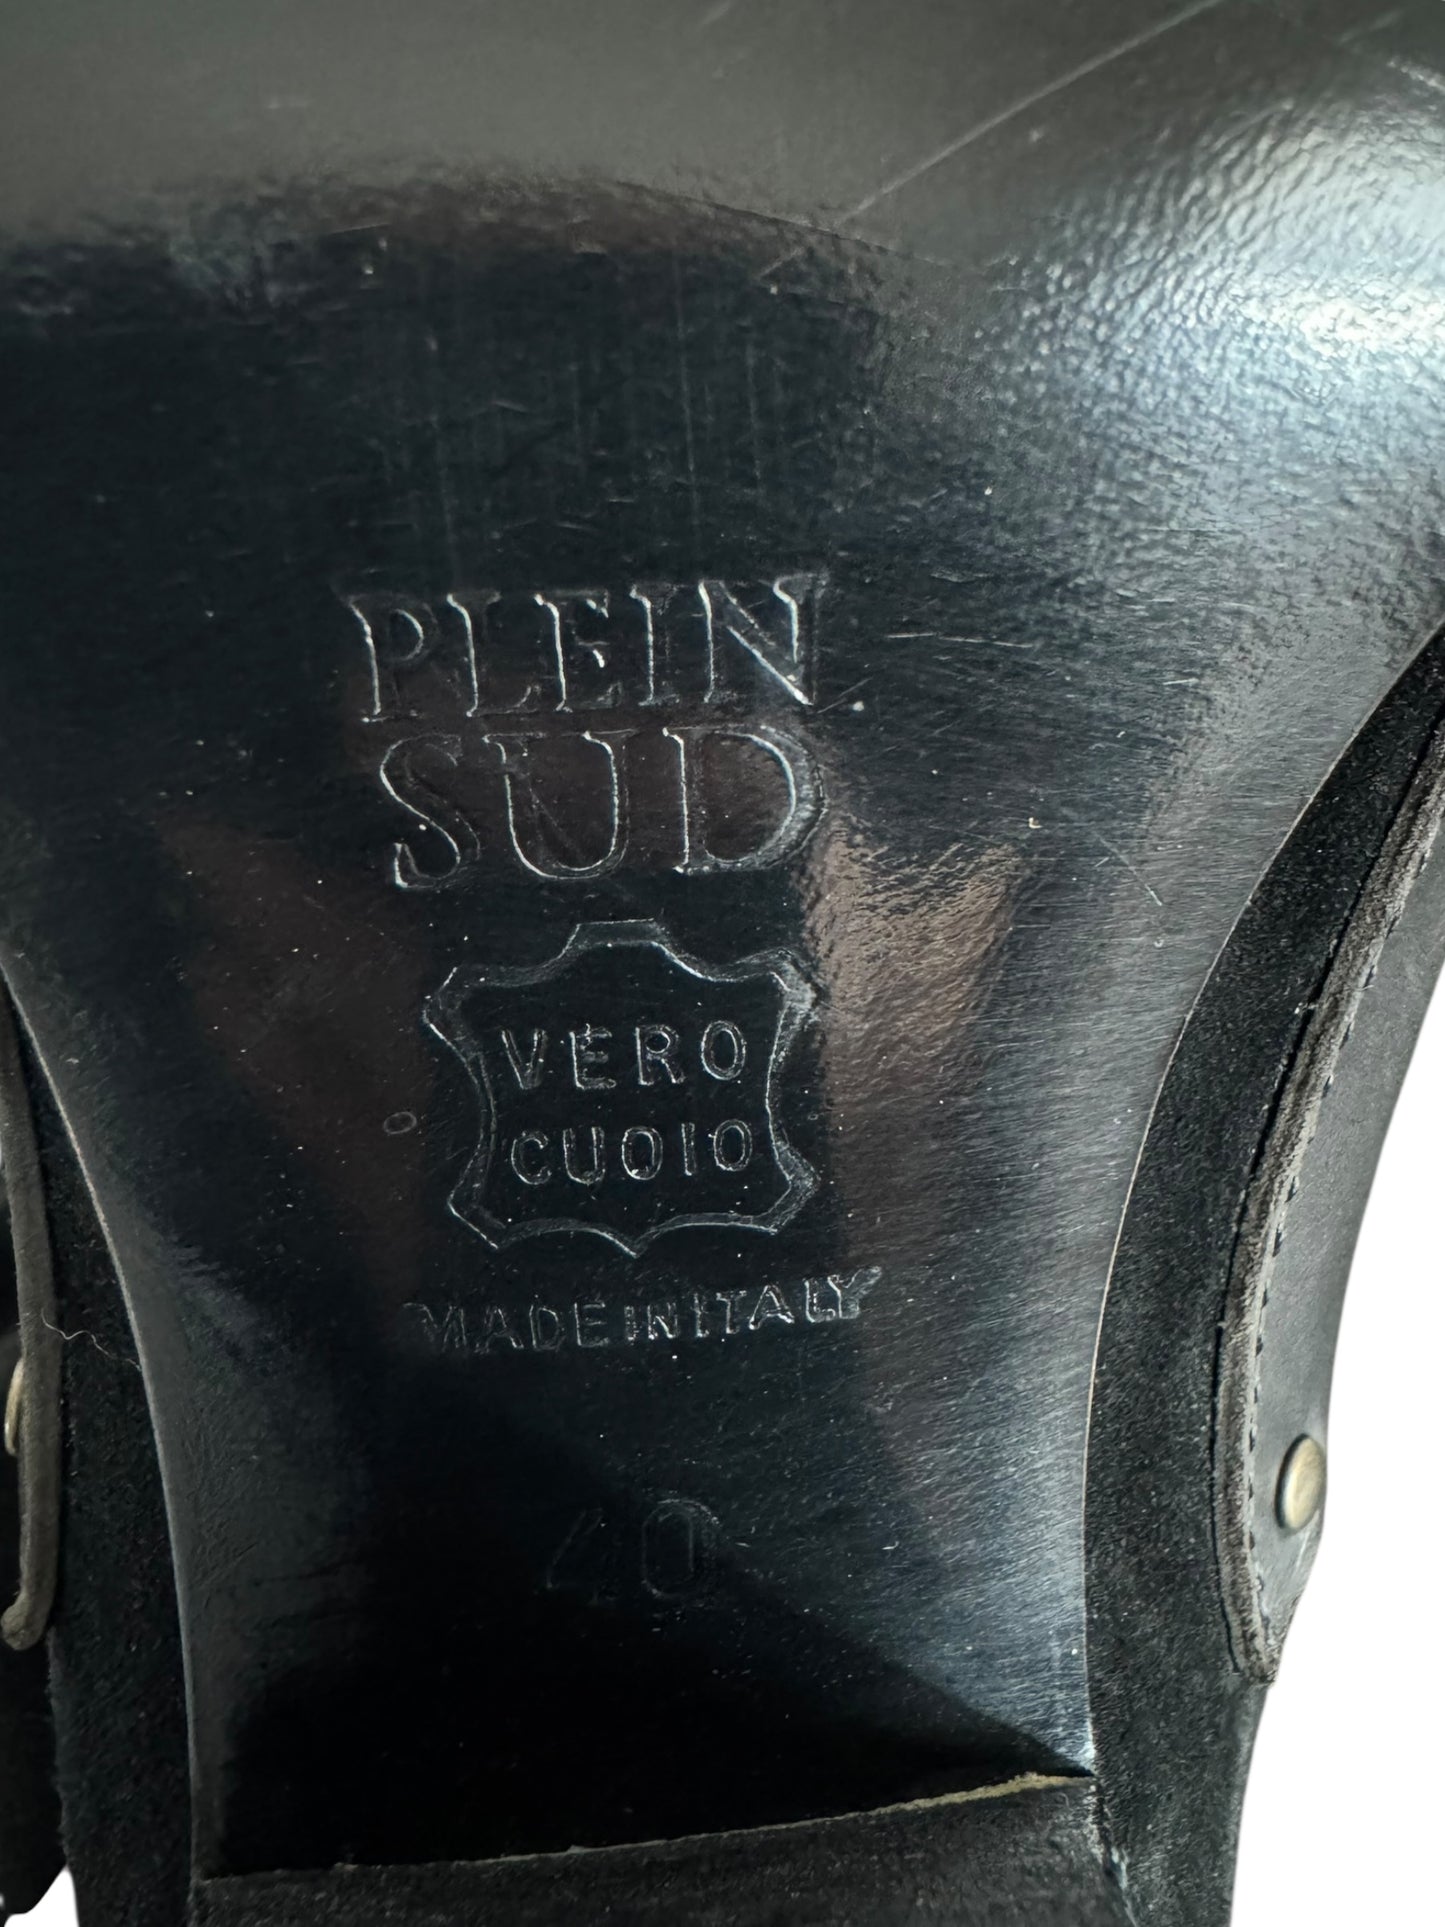 PLEIN
SUD
VERO
CUOIO
MADE IN ITALY
40